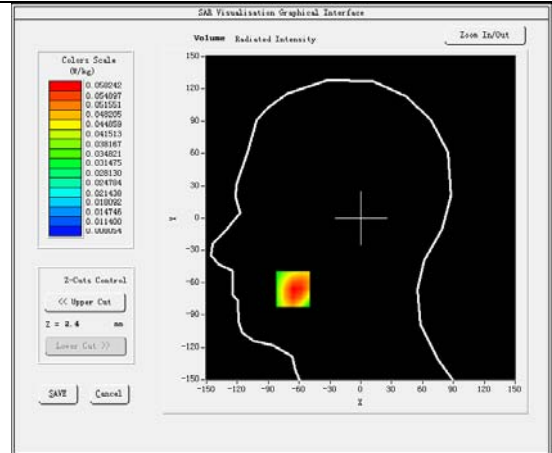 SAR Visualisation Graphical Interface
Volume Radiated Intensity
Zoom In/Out
Colors Scale
(W/kg)
0.058242
0.054897
0.051551
0.048205
0.044859
0.041513
0.038167
0.034821
0.031475
0.028130
0.024784
0.021438
0.018092
0.014746
0.011400
0.008054
Z-Cuts Control
<< Upper Cut
Z = 2.4 mm
Lower Cut >>
SAVE
Cancel
150
120
90
60
30
0
-30
-60
-90
-120
-150
Y
-150 -120 -90 -60 -30 0 30 60 90 120 150
X